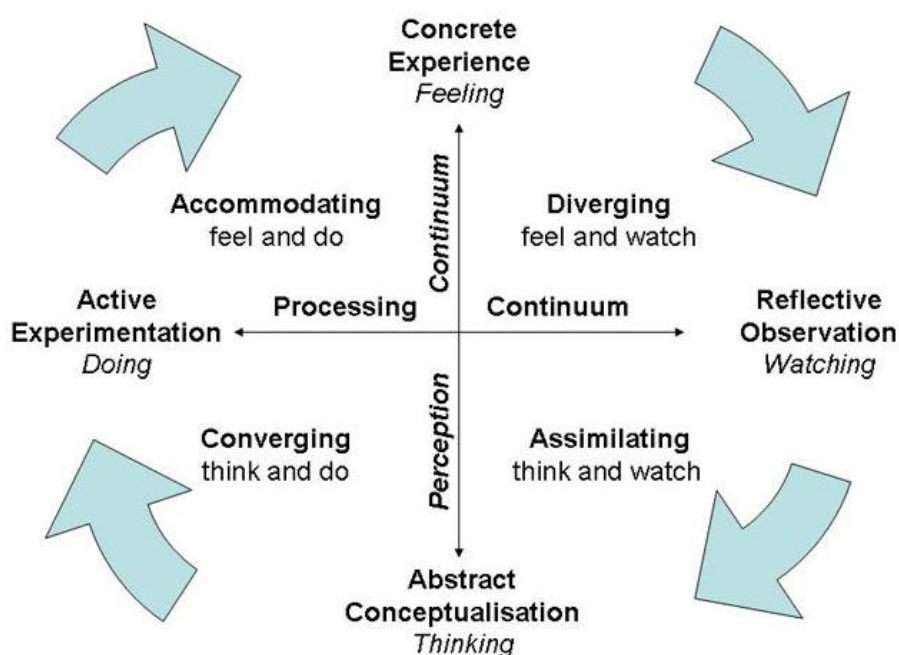 Concrete
Experience
Feeling
Continuum
Accommodating
feel and do
Diverging
feel and watch
Active
Experimentation
Doing
Processing
Continuum
Reflective
Observation
Watching
Perception
Converging
think and do
Assimilating
think and watch
Abstract
Conceptualisation
Thinking